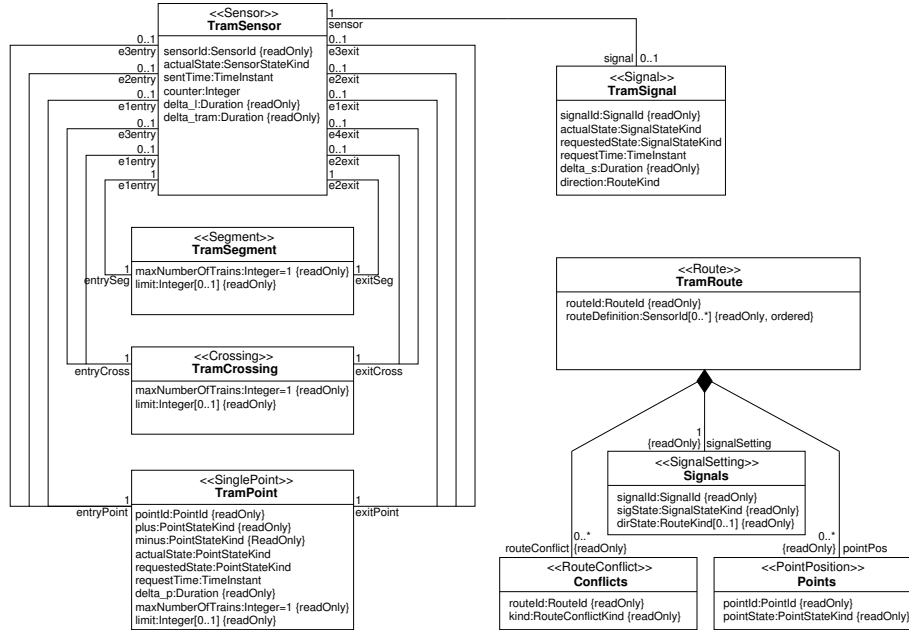 <<Sensor>>
TramSensor
sensorId:SensorId {readOnly}
actualState:SensorStateKind
sentTime:TimeInstant
counter:Integer
delta_l:Duration {readOnly}
delta_tram:Duration {readOnly}
0..1
e3entry
0..1
e2entry
0..1
e1entry
0..1
e3entry
0..1
e1entry
1
e1entry
1
sensor
0..1
e3exit
0..1
e2exit
0..1
e1exit
0..1
e4exit
0..1
e2exit
1
e2exit
signal 0..1
<<Signal>>
TramSignal
signalId:SignalId {readOnly}
actualState:SignalStateKind
requestedState:SignalStateKind
requestTime:TimeInstant
delta_s:Duration {readOnly}
direction:RouteKind
<<Segment>>
TramSegment
maxNumberOfTrains:Integer=1 {readOnly}
limit:Integer[0..1] {readOnly}
1
entrySeg
1
exitSeg
<<Crossing>>
TramCrossing
maxNumberOfTrains:Integer=1 {readOnly}
limit:Integer[0..1] {readOnly}
1
entryCross
1
exitCross
<<SinglePoint>>
TramPoint
pointId:PointId {readOnly}
plus:PointStateKind {readOnly}
minus:PointStateKind {ReadOnly}
actualState:PointStateKind
requestedState:PointStateKind
requestTime:TimeInstant
delta_p:Duration {readOnly}
maxNumberOfTrains:Integer=1 {readOnly}
limit:Integer[0..1] {readOnly}
1
entryPoint
1
exitPoint
<<Route>>
TramRoute
routeId:RouteId {readOnly}
routeDefinition:SensorId[0..*] {readOnly, ordered}
1
{readOnly} signalSetting
<<SignalSetting>>
Signals
signalId:SignalId {readOnly}
sigState:SignalStateKind {readOnly}
dirState:RouteKind[0..1] {readOnly}
0..*
routeConflict {readOnly}
<<RouteConflict>>
Conflicts
routeId:RouteId {readOnly}
kind:RouteConflictKind {readOnly}
0..*
{readOnly} pointPos
<<PointPosition>>
Points
pointId:PointId {readOnly}
pointState:PointStateKind {readOnly}